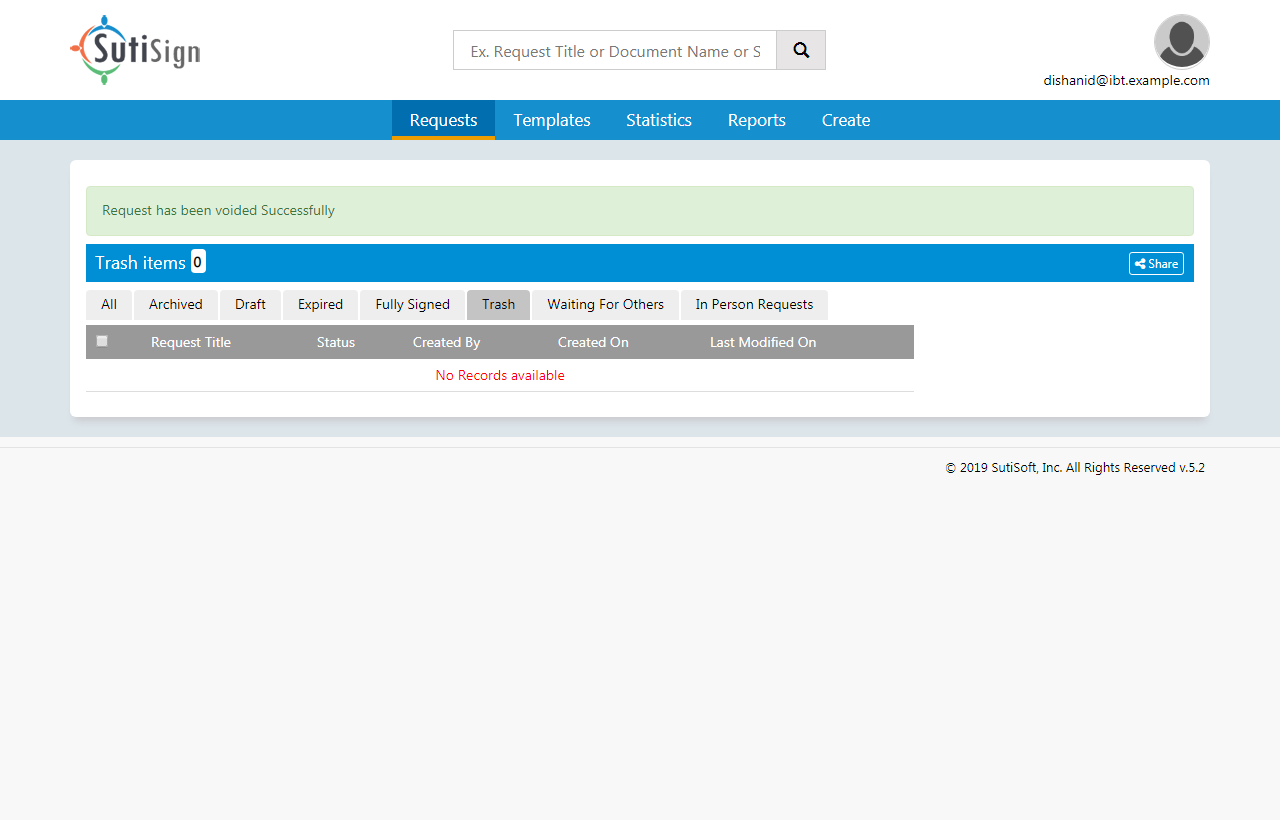 SutiSign
Ex. Request Title or Document Name or S
dishanid@ibt.example.com
Requests Templates Statistics Reports Create
Request has been voided Successfully
Trash items 0 Share
All Archived Draft Expired Fully Signed Trash Waiting For Others In Person Requests
Request Title Status Created By Created On Last Modified On
No Records available
© 2019 SutiSoft, Inc. All Rights Reserved v.5.2